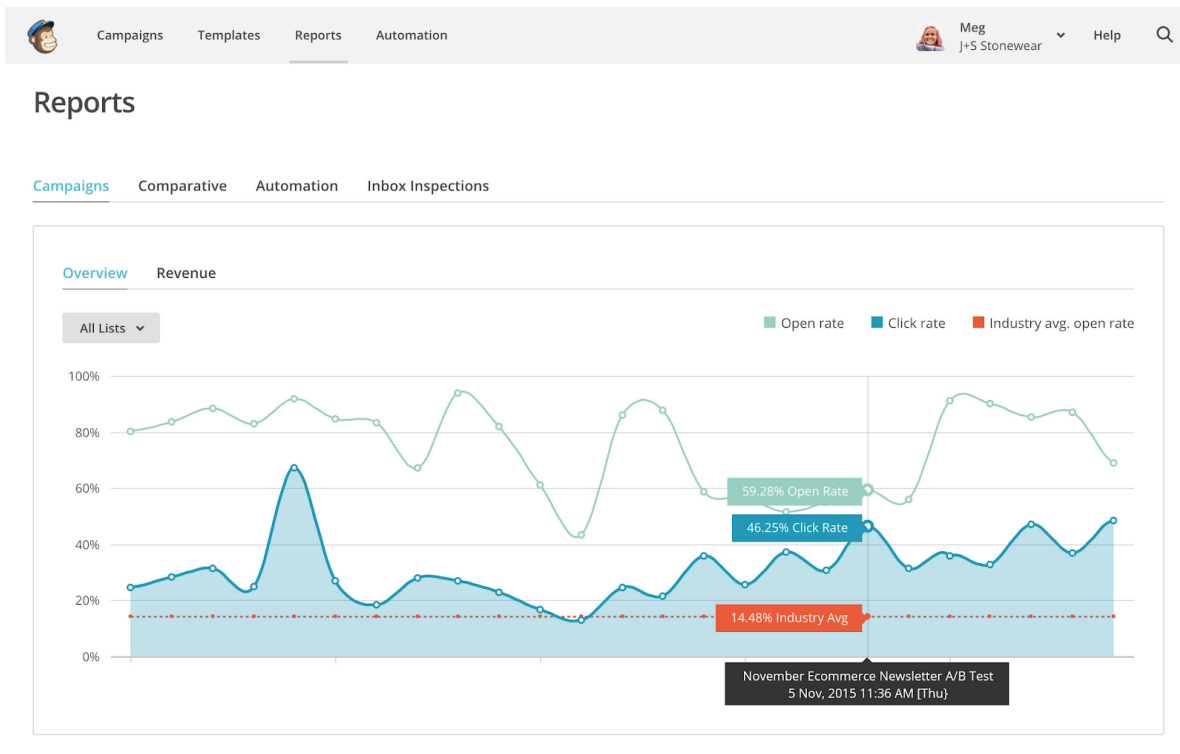 Campaigns Templates Reports Automation
Meg
J+S Stonewear
Help
Reports
Campaigns Comparative Automation Inbox Inspections
Overview Revenue
All Lists
Open rate Click rate Industry avg. open rate
100%
80%
60%
59.28% Open Rate
46.25% Click Rate
40%
20%
14.48% Industry Avg
0%
November Ecommerce Newsletter A/B Test
5 Nov, 2015 11:36 AM [Thu}